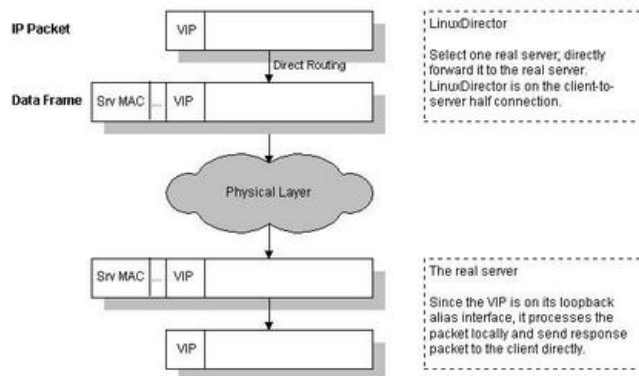 IP Packet
VIP
Direct Routing
Data Frame
Srv MAC ... VIP
Physical Layer
Srv MAC ... VIP
VIP
LinuxDirector
Select one real server; directly
forward it to the real server.
LinuxDirector is on the client-to-
server half connection.
The real server
Since the VIP is on its loopback
alias interface, it processes the
packet locally and send response
packet to the client directly.